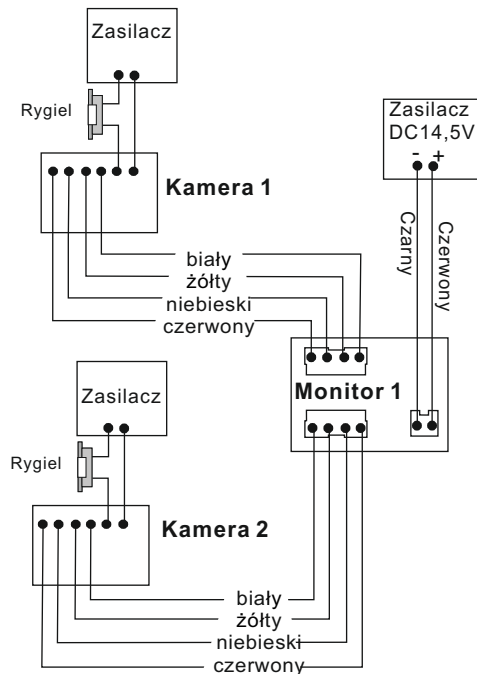 Zasilacz
Rygiel
Kamera 1
Zasilacz
DC14,5V
- +
Czarny
Czerwony
biały
żółty
niebieski
czerwony
Monitor 1
Zasilacz
Rygiel
Kamera 2
biały
żółty
niebieski
czerwony